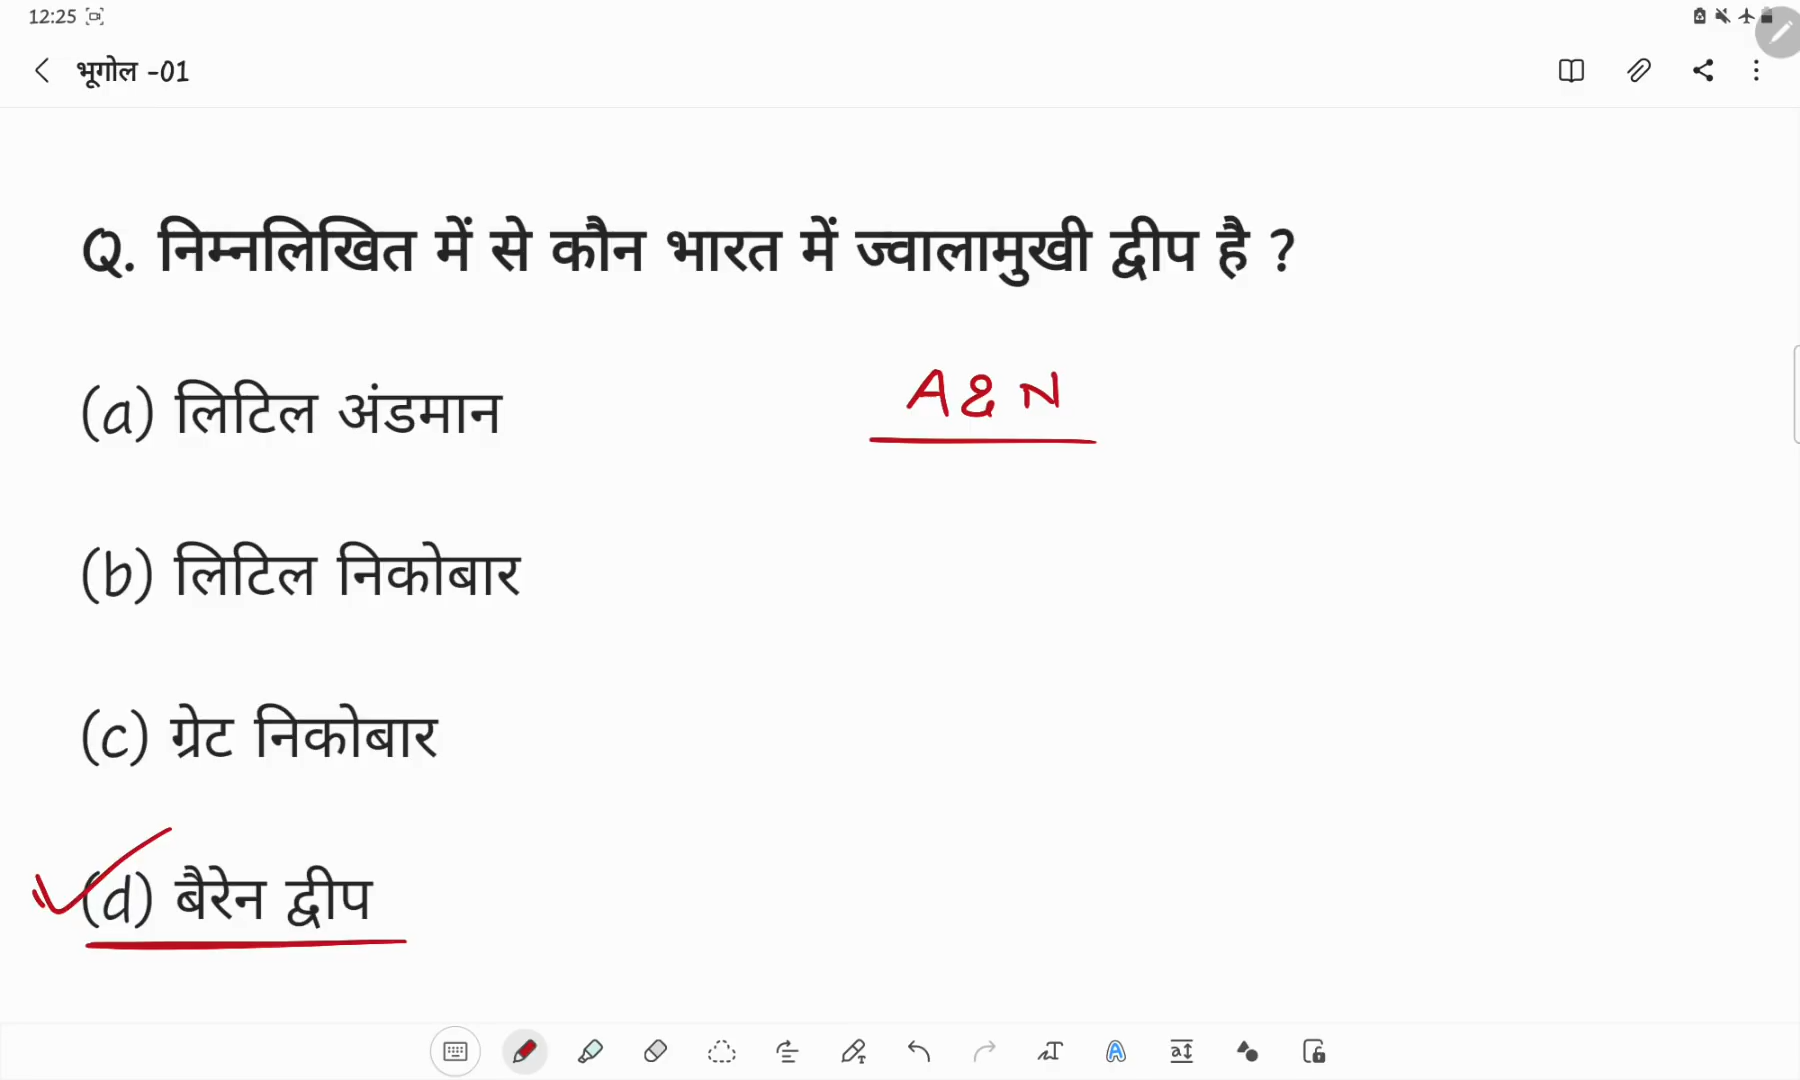 12:25
भूगोल -01
Q. निम्नलिखित में से कौन भारत में ज्वालामुखी द्वीप है ?
A & N
(a) लिटिल अंडमान
(b) लिटिल निकोबार
(c) ग्रेट निकोबार
(d) बैरेन द्वीप